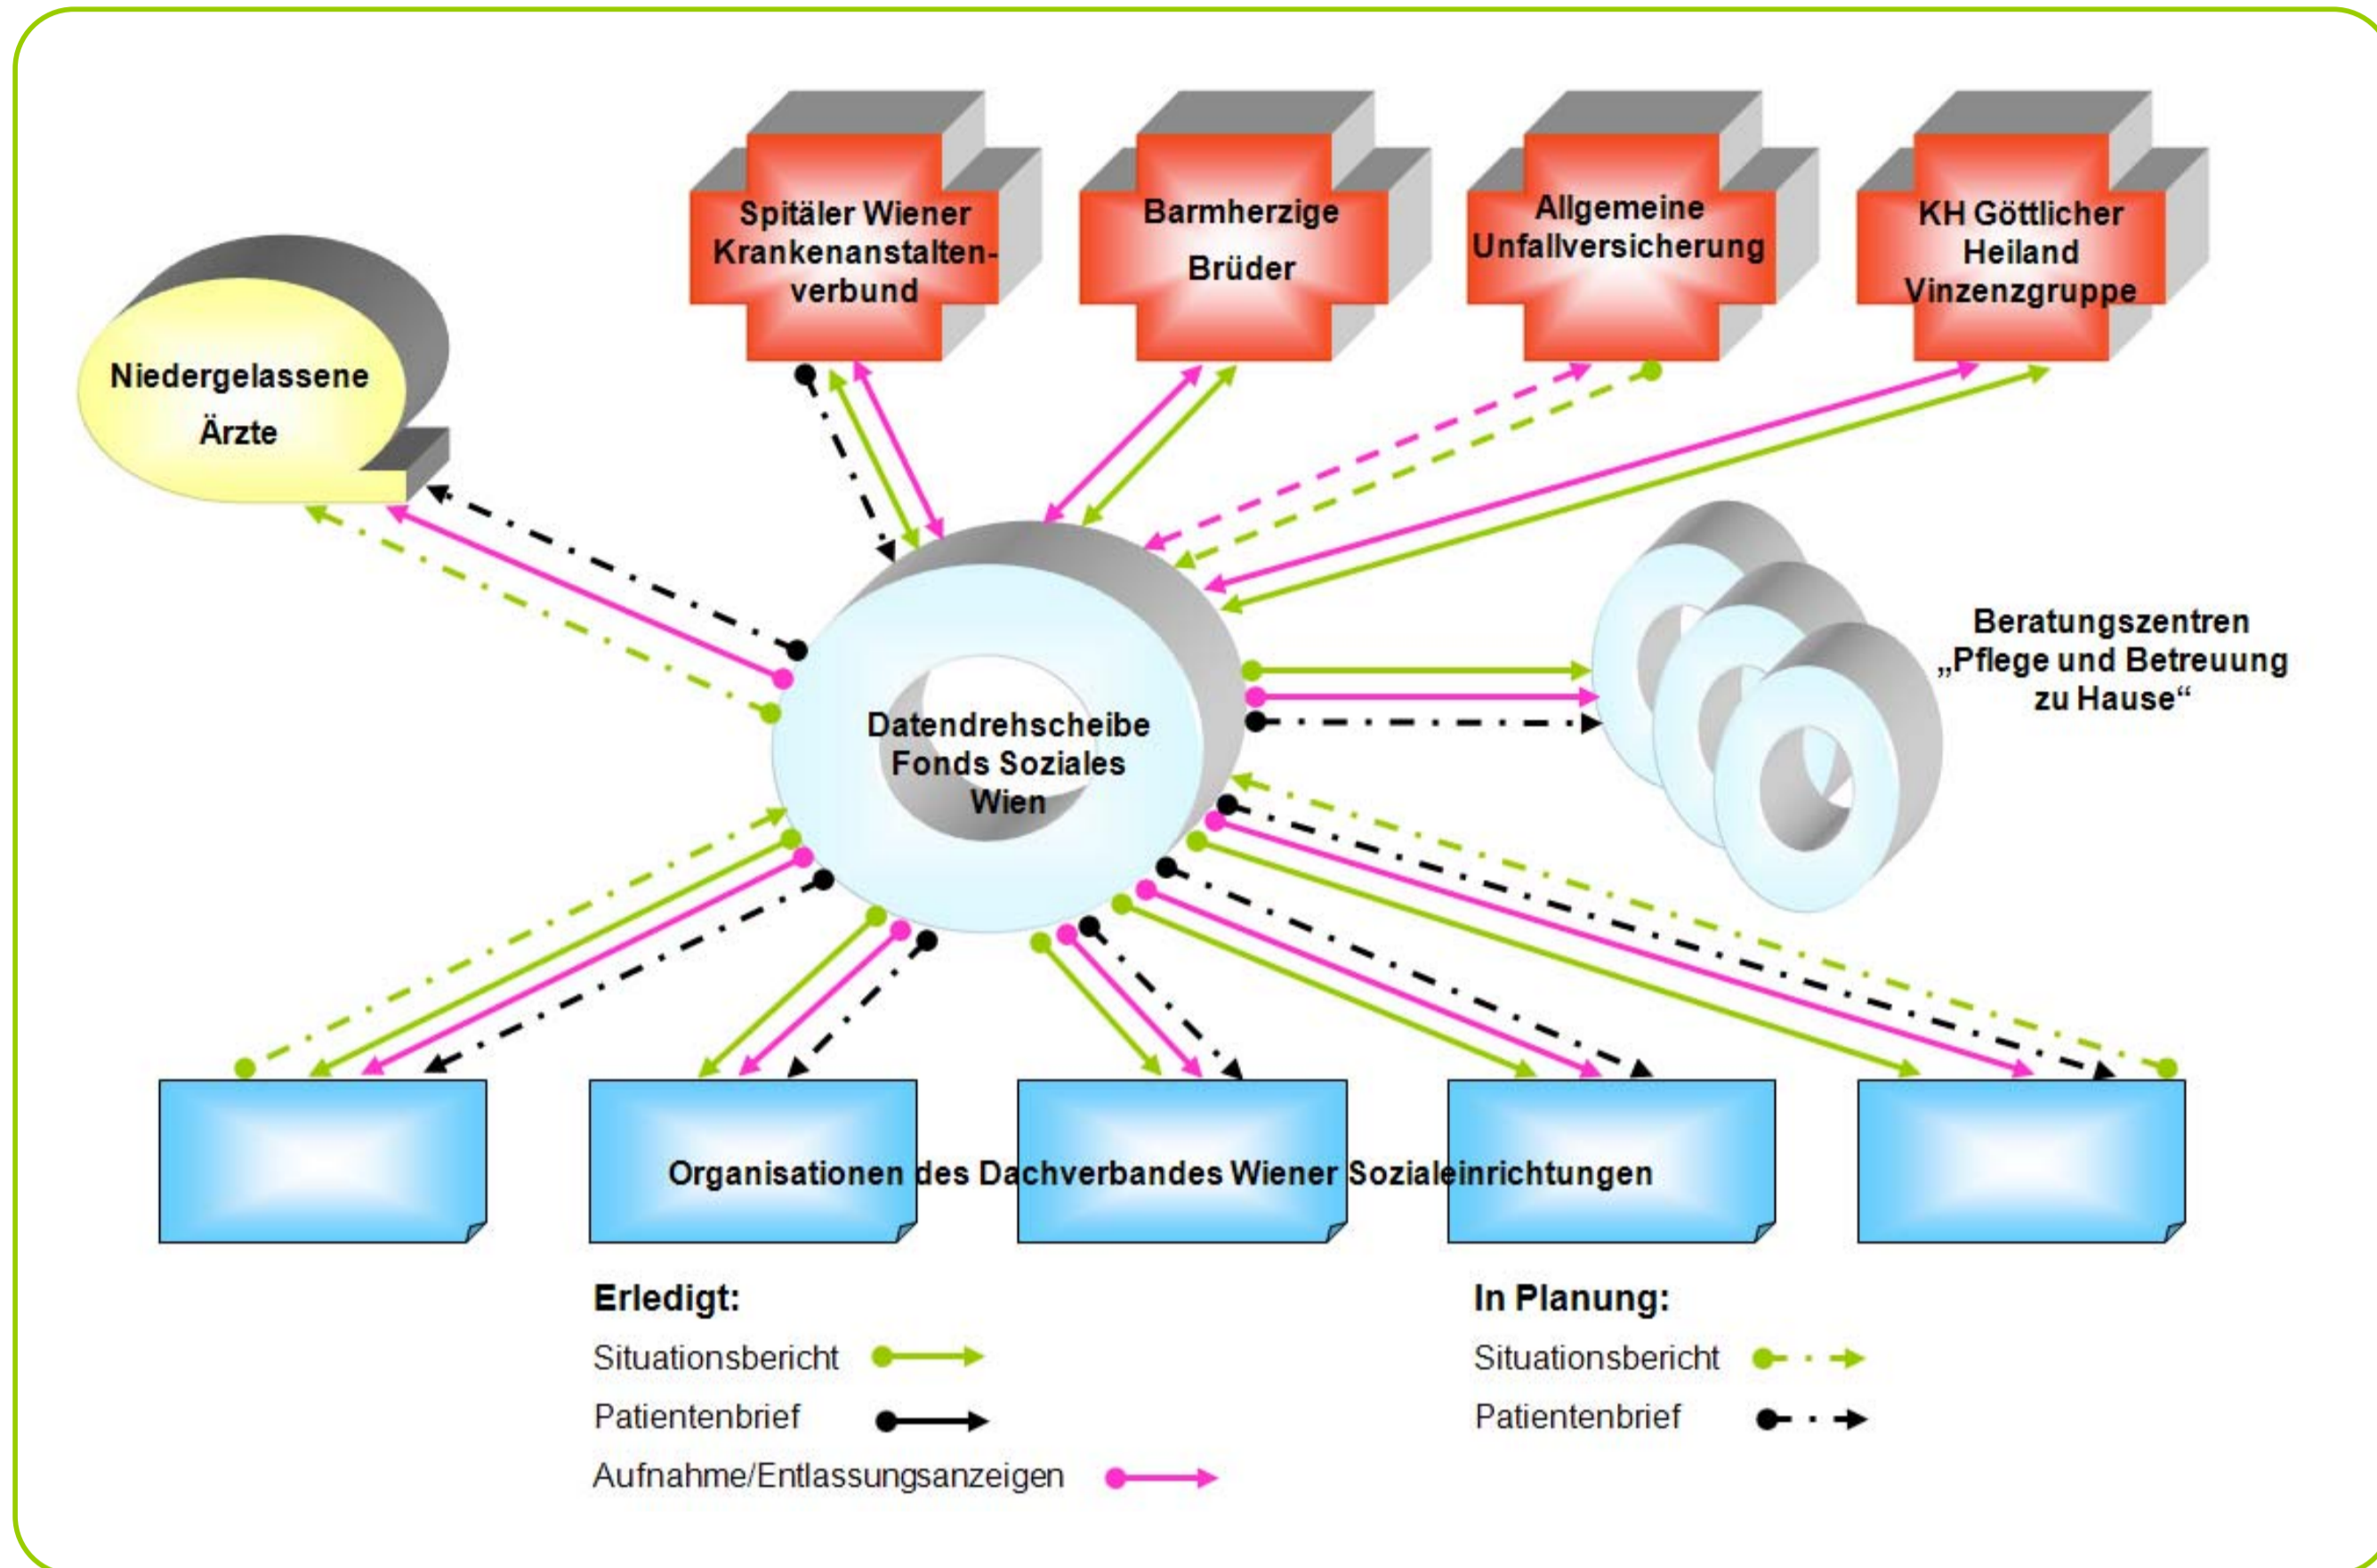 Spitäler Wiener
Krankenanstalten-
verbund
Barmherzige
Brüder
Allgemeine
Unfallversicherung
KH Göttlicher
Heiland
Vinzenzgruppe
Niedergelassene
Ärzte
Beratungszentren
„Pflege und Betreuung
zu Hause“
Datendrehscheibe
Fonds Soziales
Wien
Organisationen des Dachverbandes Wiener Sozialeinrichtungen
Erledigt:
Situationsbericht
Patientenbrief
Aufnahme/Entlassungsanzeigen
In Planung:
Situationsbericht
Patientenbrief